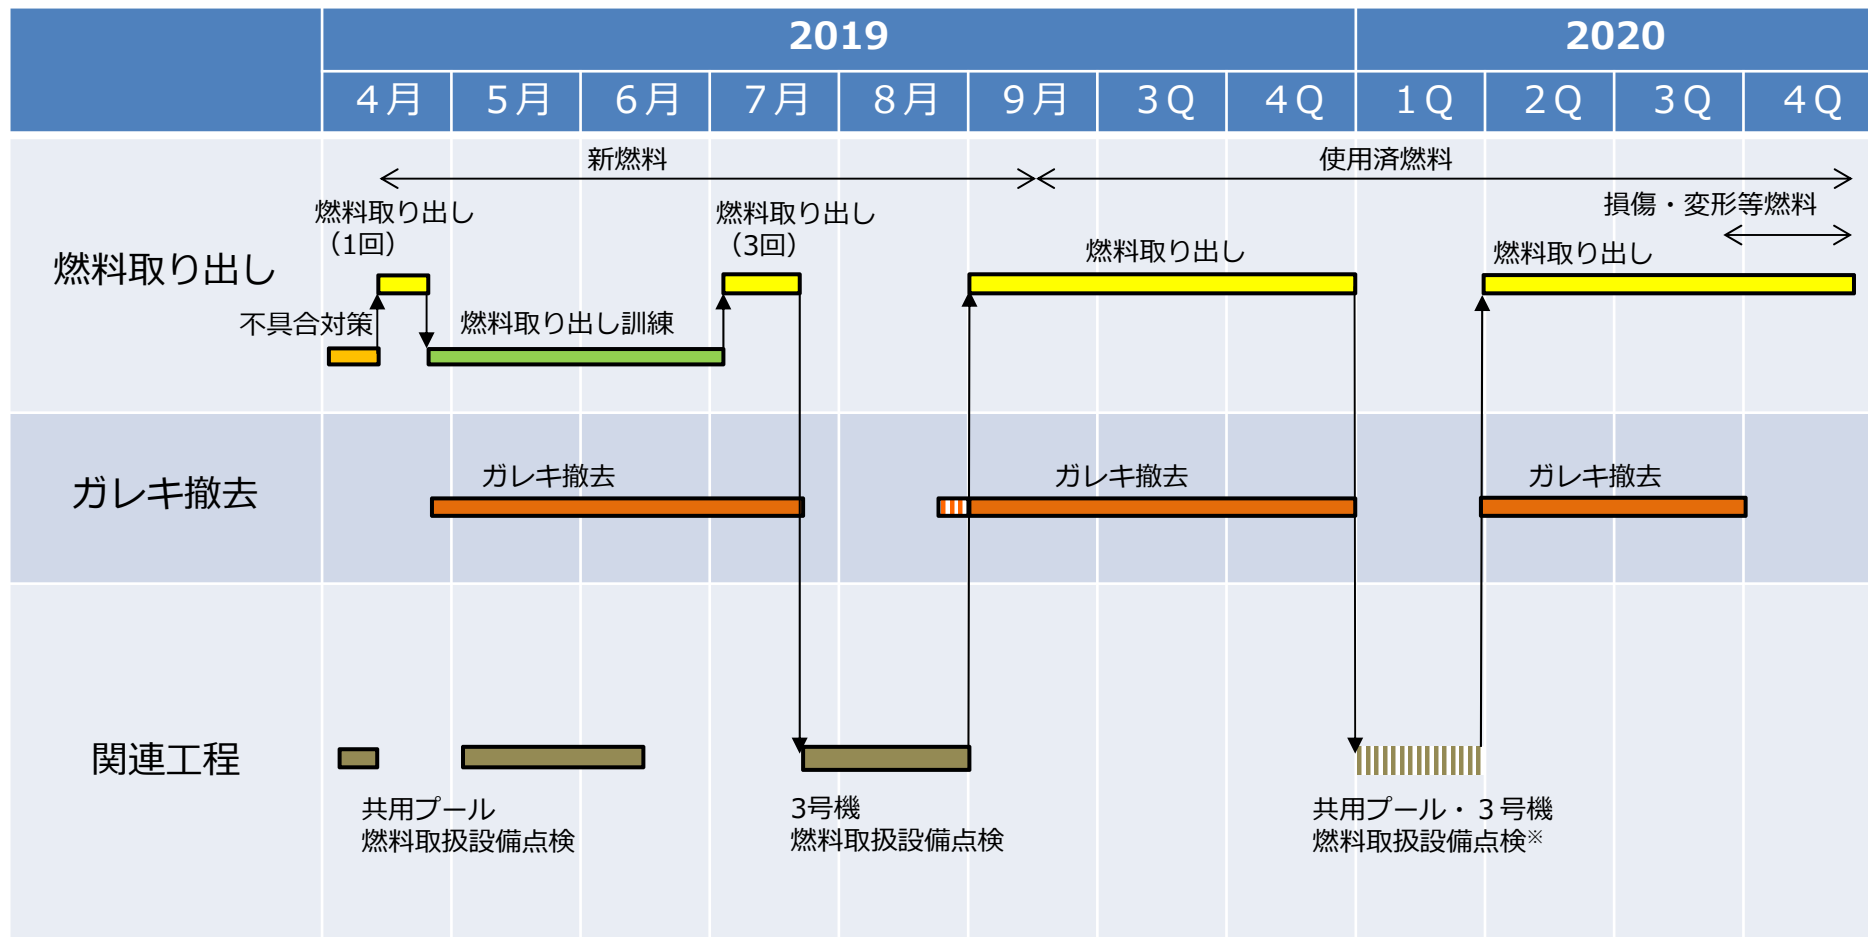 2019
2020
４月
５月
６月
７月
８月
９月
３Q
４Q
１Q
２Q
３Q
４Q
燃料取り出し
新燃料
使用済燃料
燃料取り出し
（1回）
燃料取り出し
（3回）
損傷・変形等燃料
燃料取り出し
燃料取り出し
不具合対策
燃料取り出し訓練
ガレキ撤去
ガレキ撤去
ガレキ撤去
ガレキ撤去
関連工程
共用プール
燃料取扱設備点検
3号機
燃料取扱設備点検
共用プール・３号機
燃料取扱設備点検※